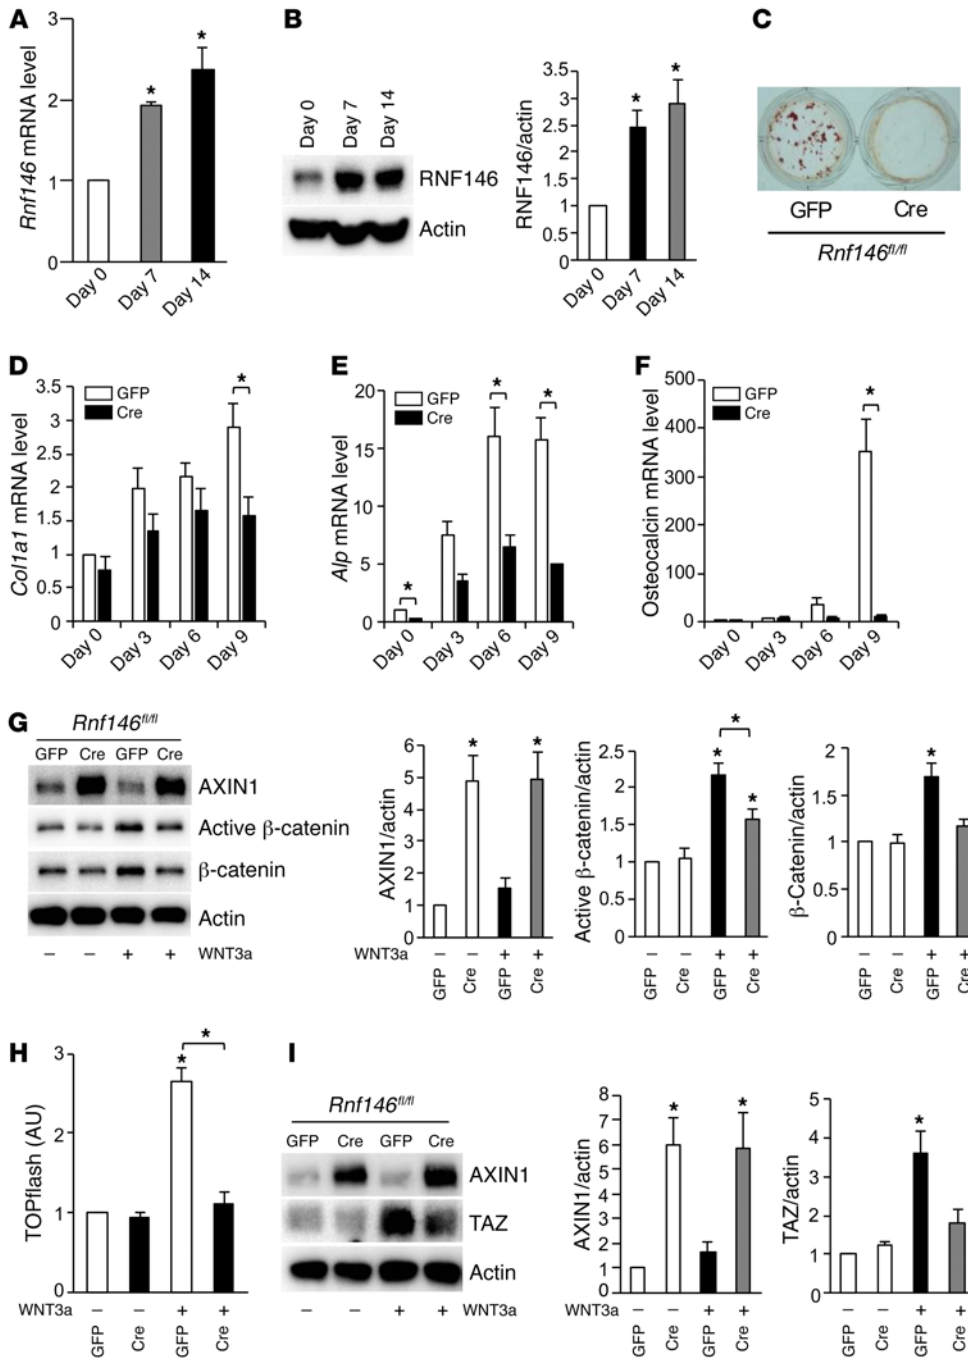 A
Rnf146 mRNA level
3
2
1
0
*
*
Day 0
Day 7
Day 14
B
Day 0
Day 7
Day 14
RNF146
Actin
RNF146/actin
3.5
3
2.5
2
1.5
1
0.5
0
*
*
Day 0
Day 7
Day 14
C
GFP
Cre
Rnf146fl/fl
D
Col1a1 mRNA level
3.5
3
2.5
2
1.5
1
0.5
0
GFP
Cre
*
Day 0
Day 3
Day 6
Day 9
E
Alp mRNA level
20
15
10
5
0
GFP
Cre
*
*
*
Day 0
Day 3
Day 6
Day 9
F
Osteocalcin mRNA level
500
400
300
200
100
0
GFP
Cre
*
Day 0
Day 3
Day 6
Day 9
G
Rnf146fl/fl
GFP Cre GFP Cre
AXIN1
Active β-catenin
β-catenin
Actin
– – + + WNT3a
AXIN1/actin
6
5
4
3
2
1
0
*
*
WNT3a – – + +
GFP
Cre
GFP
Cre
Active β-catenin/actin
2.5
2
1.5
1
0.5
0
*
*
*
– – + +
GFP
Cre
GFP
Cre
β-Catenin/actin
2
1.5
1
0.5
0
*
– – + +
GFP
Cre
GFP
Cre
H
TOPflash (AU)
3
2
1
0
*
*
WNT3a – – + +
GFP
Cre
GFP
Cre
I
Rnf146fl/fl
GFP Cre GFP Cre
AXIN1
TAZ
Actin
– – + + WNT3a
AXIN1/actin
8
7
6
5
4
3
2
1
0
*
*
– – + +
GFP
Cre
GFP
Cre
TAZ/actin
5
4
3
2
1
0
*
– – + +
GFP
Cre
GFP
Cre